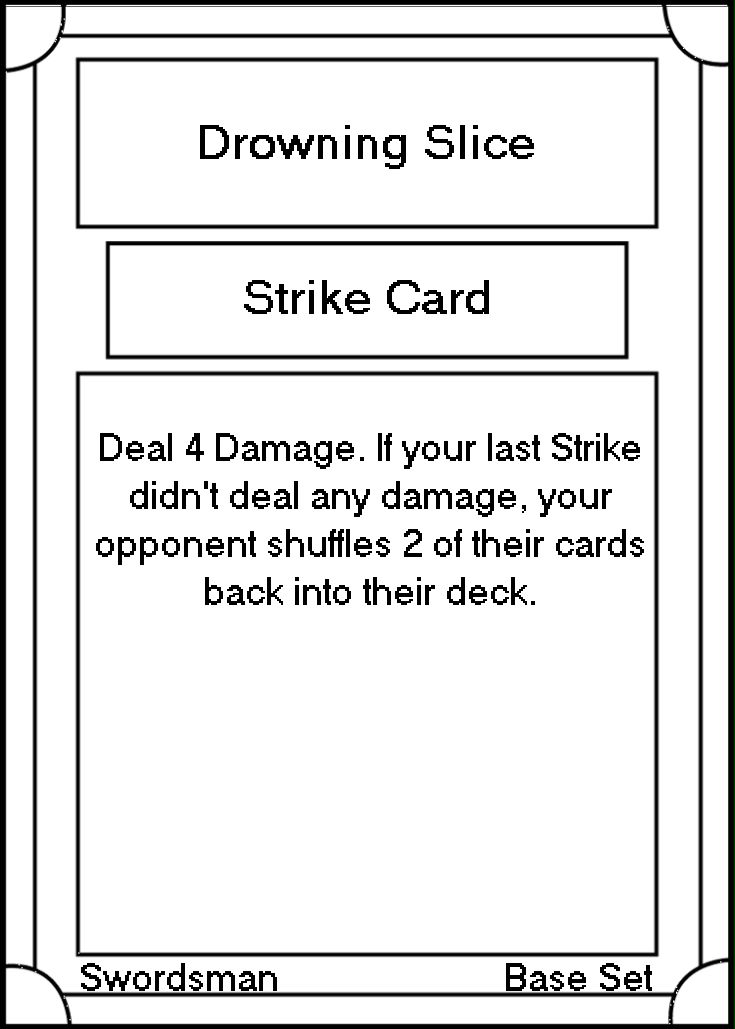 Drowning Slice
Strike Card
Deal 4 Damage. If your last Strike
didn't deal any damage, your
opponent shuffles 2 of their cards
back into their deck.
Swordsman
Base Set